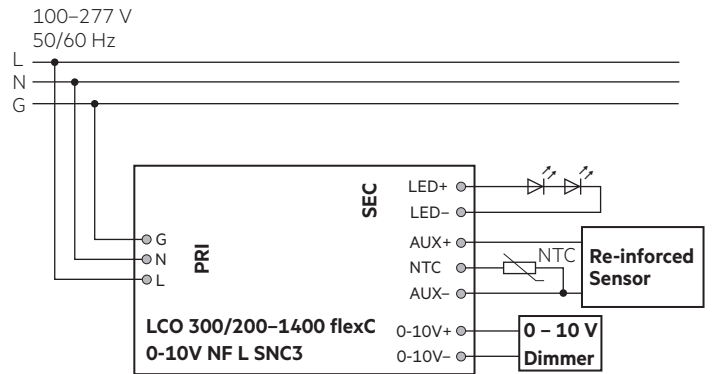 100–277 V
50/60 Hz
L
N
G
LED+
LED–
AUX+
NTC
AUX–
0-10V+
0-10V–
SEC
PRI
G
N
L
NTC
Re-inforced
Sensor
LCO 300/200–1400 flexC
0-10V NF L SNC3
0 – 10 V
Dimmer